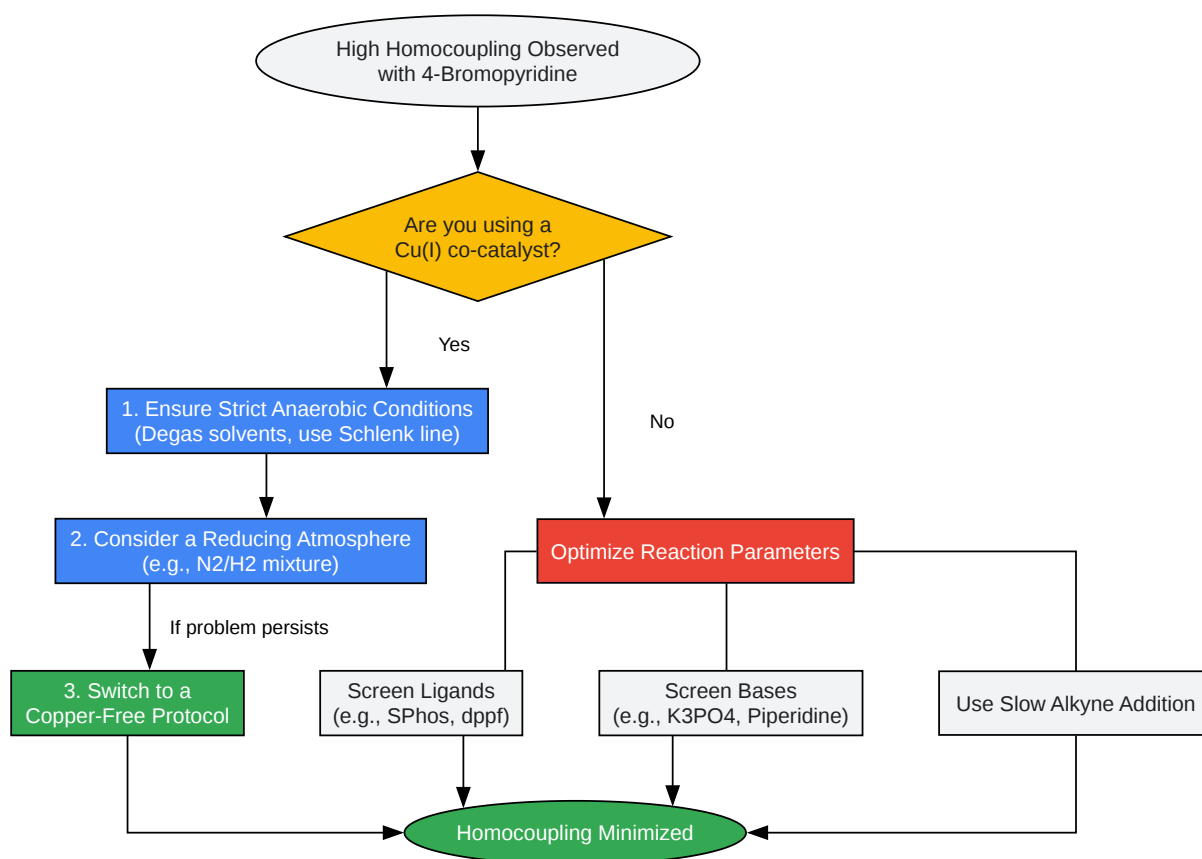 High Homocoupling Observed
with 4-Bromopyridine
Are you using a
Cu(I) co-catalyst?
Yes
No
1. Ensure Strict Anaerobic Conditions
(Degas solvents, use Schlenk line)
2. Consider a Reducing Atmosphere
(e.g., N2/H2 mixture)
Optimize Reaction Parameters
If problem persists
3. Switch to a
Copper-Free Protocol
Screen Ligands
(e.g., SPhos, dppf)
Screen Bases
(e.g., K3PO4, Piperidine)
Use Slow Alkyne Addition
Homocoupling Minimized